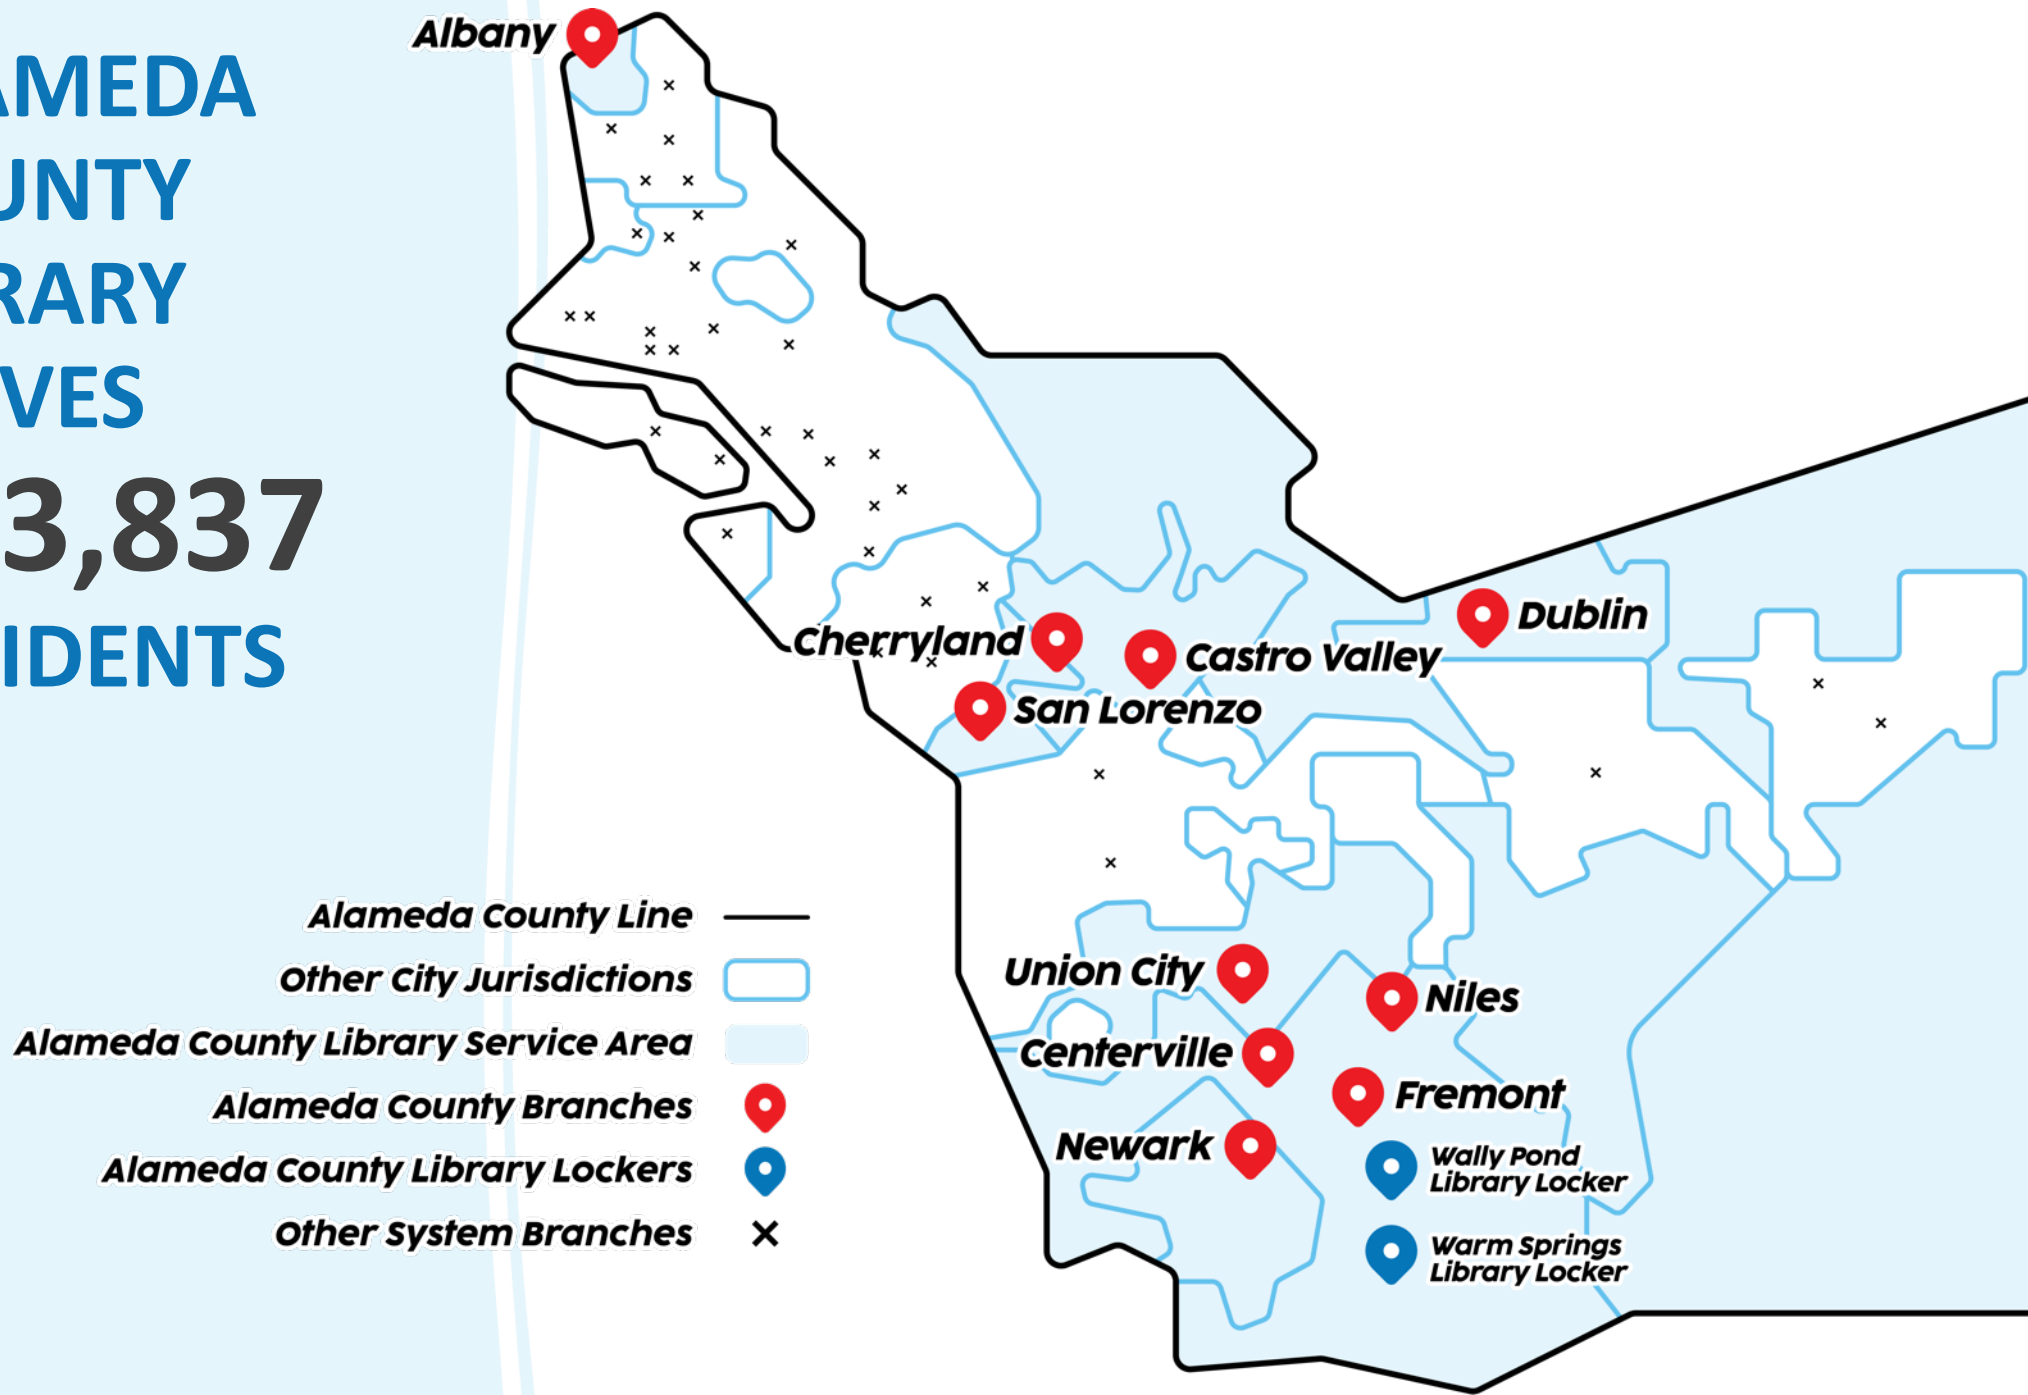 AMEDA
UNTY
RARY
VES
3,837
IDENTS
Albany
Dublin
Cherryland
Castro Valley
San Lorenzo
Union City
Niles
Centerville
Fremont
Newark
Wally Pond
Library Locker
Warm Springs
Library Locker
Alameda County Line
Other City Jurisdictions
Alameda County Library Service Area
Alameda County Branches
Alameda County Library Lockers
Other System Branches